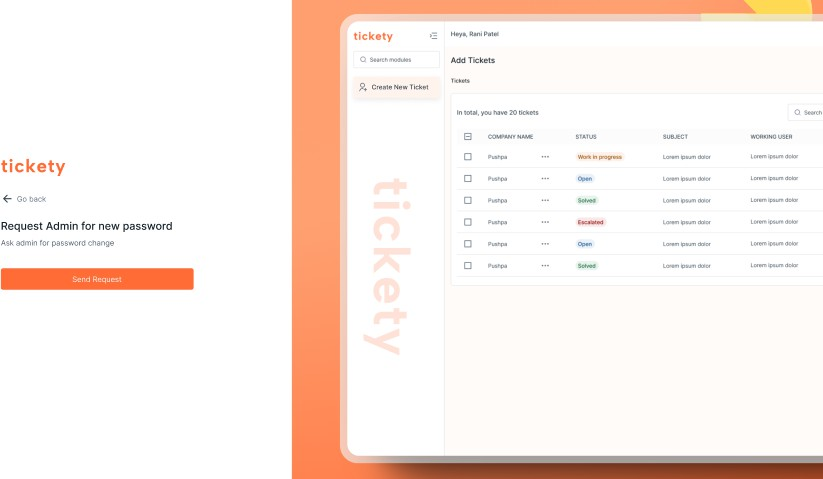 tickety
Go back
Request Admin for new password
Ask admin for password change
Send Request
tickety
Search modules
Create New Ticket
tickety
Heya, Rani Patel
Add Tickets
Tickets
In total, you have 20 tickets
Search
COMPANY NAME STATUS SUBJECT WORKING USER
Pushpa ••• Work in progress Lorem ipsum dolor Lorem ipsum dolor
Pushpa ••• Open Lorem ipsum dolor Lorem ipsum dolor
Pushpa ••• Solved Lorem ipsum dolor Lorem ipsum dolor
Pushpa ••• Escalated Lorem ipsum dolor Lorem ipsum dolor
Pushpa ••• Open Lorem ipsum dolor Lorem ipsum dolor
Pushpa ••• Solved Lorem ipsum dolor Lorem ipsum dolor